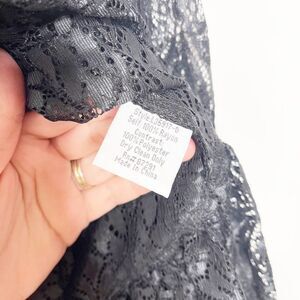 Self 100% Rayon
Contrast:
100% Polyester
Dry Clean Only
Made in China